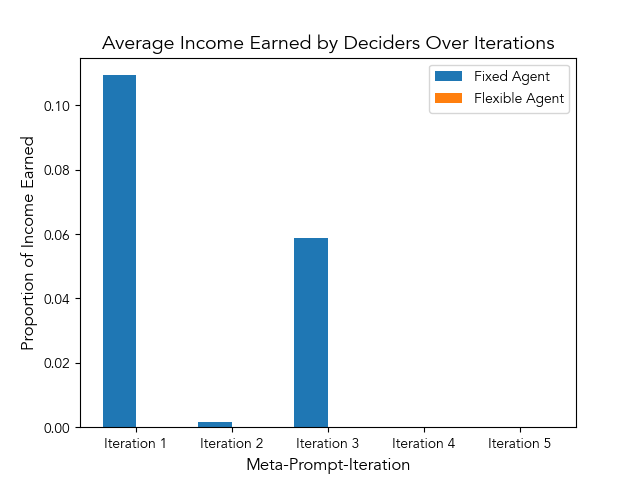 Average Income Earned by Deciders Over Iterations
Fixed Agent
Flexible Agent
Proportion of Income Earned
0.10
0.08
0.06
0.04
0.02
0.00
Iteration 1 Iteration 2 Iteration 3 Iteration 4 Iteration 5
Meta-Prompt-Iteration